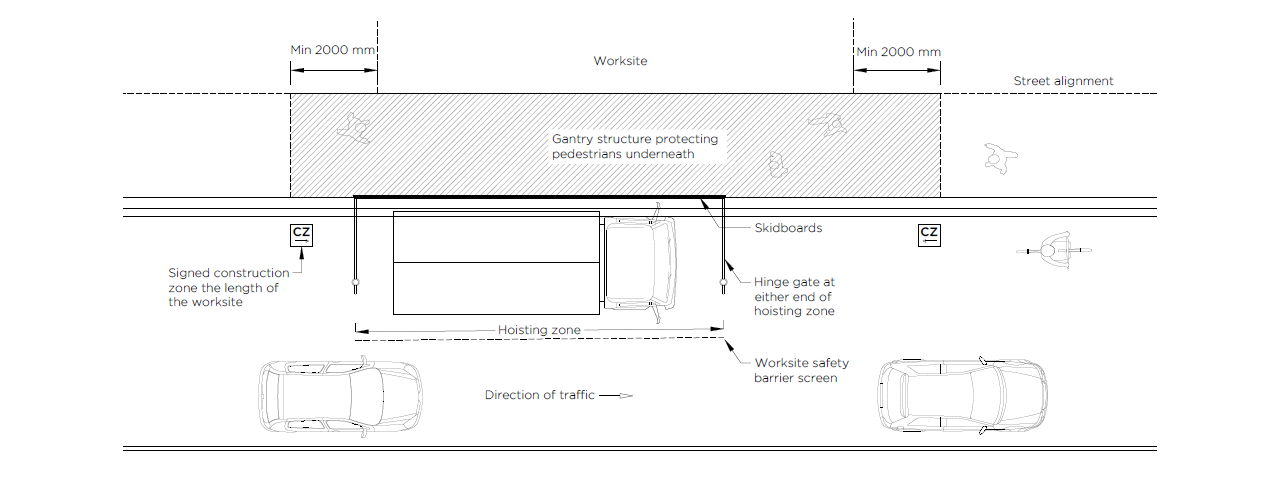 Min 2000 mm
Worksite
Min 2000 mm
Street alignment
Gantry structure protecting
pedestrians underneath
CZ
Skidboards
CZ
Signed construction
zone the length of
the worksite
Hinge gate at
either end of
hoisting zone
Hoisting zone
Worksite safety
barrier screen
Direction of traffic